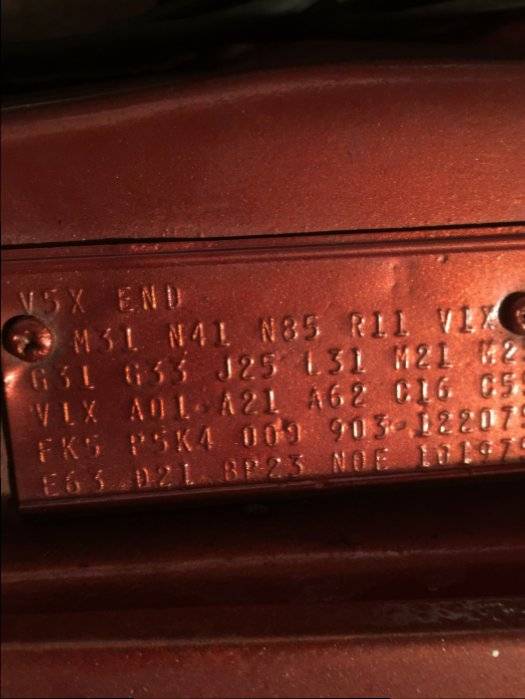 V5X END
M31 N41 N85 R11 V1X
G31 G33 J25 L31 M21
V1X A01 A21 A62 C16
FK5 P5K4 009 903
E63 D21 BP23 N0E